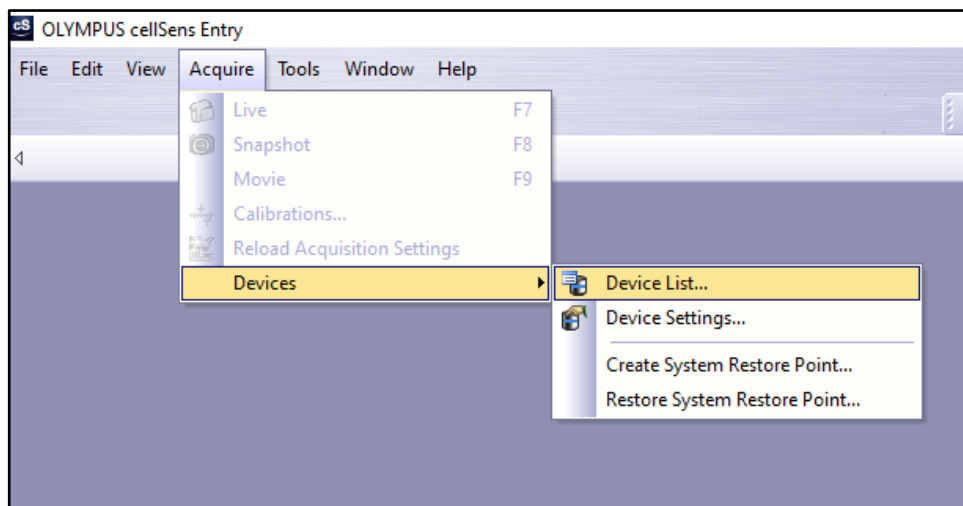 cS OLYMPUS cellSens Entry
File Edit View Acquire Tools Window Help
Live F7
Snapshot F8
Movie F9
Calibrations...
Reload Acquisition Settings
Devices
Device List...
Device Settings...
Create System Restore Point...
Restore System Restore Point...